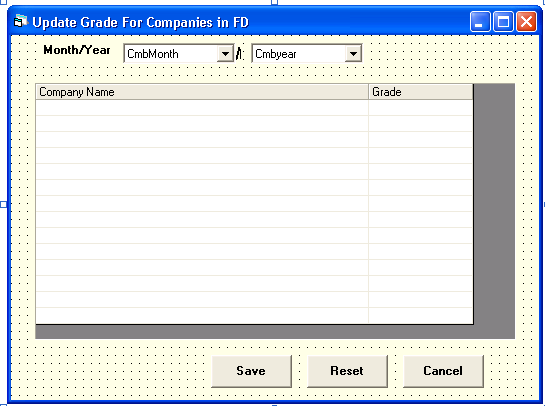 Update Grade For Companies in FD
Month/Year CmbMonth / Cmbyear
Company Name Grade
Save Reset Cancel